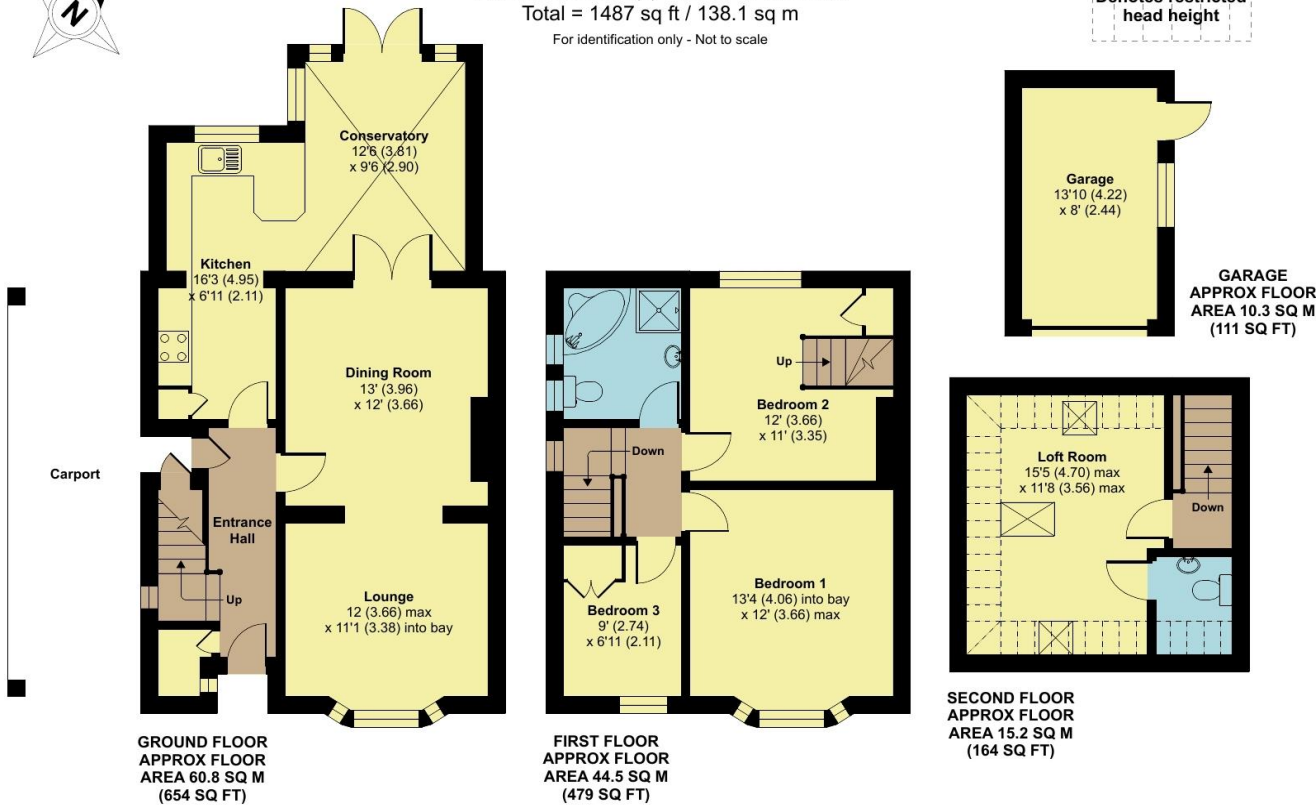 N
Total = 1487 sq ft / 138.1 sq m
For identification only - Not to scale
Denotes restricted
head height
Conservatory
12'6 (3.81)
x 9'6 (2.90)
Kitchen
16'3 (4.95)
x 6'11 (2.11)
Dining Room
13' (3.96)
x 12' (3.66)
Carport
Entrance
Hall
Up
Lounge
12 (3.66) max
x 11'1 (3.38) into bay
GROUND FLOOR
APPROX FLOOR
AREA 60.8 SQ M
(654 SQ FT)
Up
Bedroom 2
12' (3.66)
x 11' (3.35)
Down
Bedroom 3
9' (2.74)
x 6'11 (2.11)
Bedroom 1
13'4 (4.06) into bay
x 12' (3.66) max
FIRST FLOOR
APPROX FLOOR
AREA 44.5 SQ M
(479 SQ FT)
Garage
13'10 (4.22)
x 8' (2.44)
GARAGE
APPROX FLOOR
AREA 10.3 SQ M
(111 SQ FT)
Loft Room
15'5 (4.70) max
x 11'8 (3.56) max
Down
SECOND FLOOR
APPROX FLOOR
AREA 15.2 SQ M
(164 SQ FT)